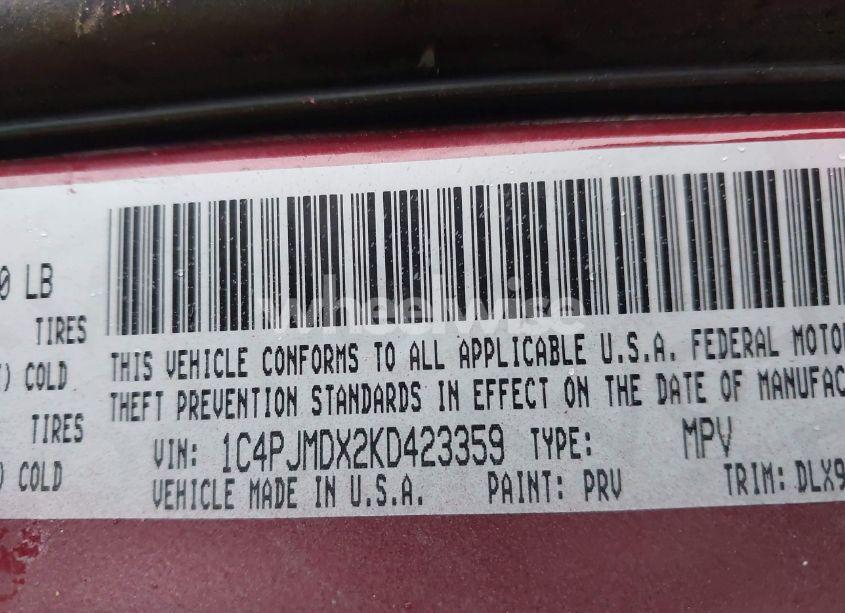 0 LB
TIRES
COLD
TIRES
COLD
wheelwise
THIS VEHICLE CONFORMS TO ALL APPLICABLE U.S.A. FEDERAL MOTOR
THEFT PREVENTION STANDARDS IN EFFECT ON THE DATE OF MANUFAC
VIN: 1C4PJMDX2KD423359 TYPE: MPV
VEHICLE MADE IN U.S.A. PAINT: PRV TRIM: DLX9